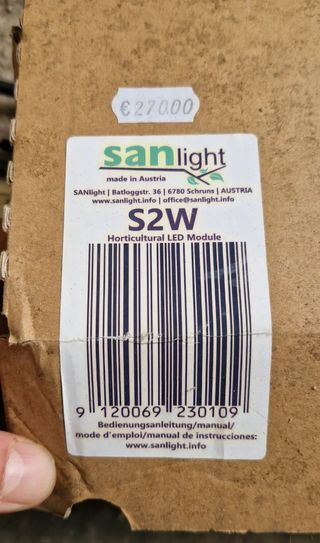 €270.00
sanlight
made in Austria
SANlight | Batloggstr. 36 | 6780 Schruns | AUSTRIA
www.sanlight.info | office@sanlight.info
S2W
Horticultural LED Module
9 120069 230109
Bedienungsanleitung/manual/
mode d'emploi/manual de instrucciones:
www.sanlight.info